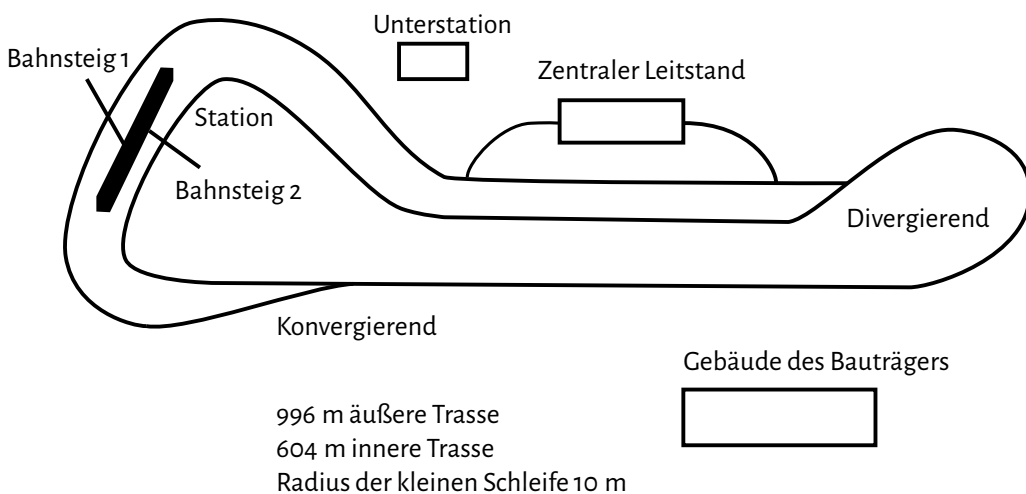 Unterstation
Bahnsteig 1
Zentraler Leitstand
Station
Bahnsteig 2
Divergierend
Konvergierend
Gebäude des Bauträgers
996 m äußere Trasse
604 m innere Trasse
Radius der kleinen Schleife 10 m